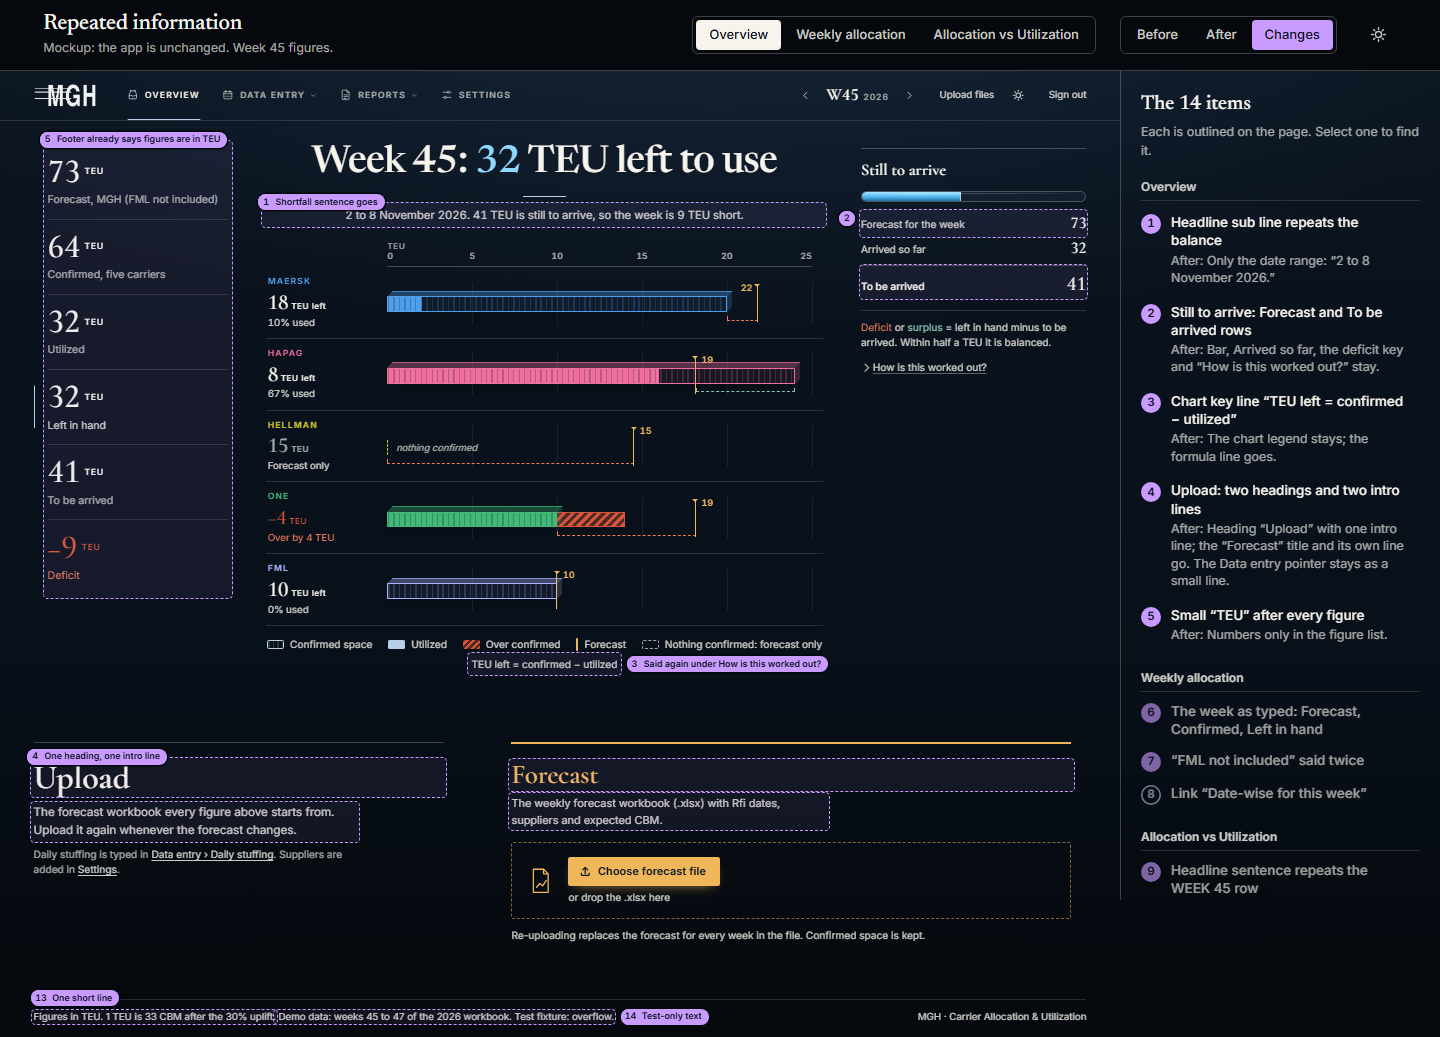 Repeated information
Mockup: the app is unchanged. Week 45 figures.
Overview
Weekly allocation
Allocation vs Utilization
Before
After
Changes
MGH
OVERVIEW
DATA ENTRY
REPORTS
SETTINGS
W45 2026
Upload files
Sign out
5 Footer already says figures are in TEU
73 TEU
Forecast, MGH (FML not included)
64 TEU
Confirmed, five carriers
32 TEU
Utilized
32 TEU
Left in hand
41 TEU
To be arrived
–9 TEU
Deficit
Week 45: 32 TEU left to use
1 Shortfall sentence goes
2 to 8 November 2026. 41 TEU is still to arrive, so the week is 9 TEU short.
TEU
0 5 10 15 20 25
MAERSK
18 TEU left
10% used
22
HAPAG
8 TEU left
67% used
19
HELLMAN
15 TEU
Forecast only
nothing confirmed
15
ONE
–4 TEU
Over by 4 TEU
19
FML
10 TEU left
0% used
10
Confirmed space
Utilized
Over confirmed
Forecast
Nothing confirmed: forecast only
TEU left = confirmed – utilized
3 Said again under How is this worked out?
Still to arrive
2
Forecast for the week 73
Arrived so far 32
To be arrived 41
Deficit or surplus = left in hand minus to be
arrived. Within half a TEU it is balanced.
How is this worked out?
4 One heading, one intro line
Upload
The forecast workbook every figure above starts from.
Upload it again whenever the forecast changes.
Daily stuffing is typed in Data entry › Daily stuffing. Suppliers are
added in Settings.
Forecast
The weekly forecast workbook (.xlsx) with Rfi dates,
suppliers and expected CBM.
Choose forecast file
or drop the .xlsx here
Re-uploading replaces the forecast for every week in the file. Confirmed space is kept.
13 One short line
Figures in TEU. 1 TEU is 33 CBM after the 30% uplift.
Demo data: weeks 45 to 47 of the 2026 workbook. Test fixture: overflow.
14 Test-only text
MGH · Carrier Allocation & Utilization
The 14 items
Each is outlined on the page. Select one to find
it.
Overview
1 Headline sub line repeats the
balance
After: Only the date range: “2 to 8
November 2026.”
2 Still to arrive: Forecast and To be
arrived rows
After: Bar, Arrived so far, the deficit key
and “How is this worked out?” stay.
3 Chart key line “TEU left = confirmed
– utilized”
After: The chart legend stays; the
formula line goes.
4 Upload: two headings and two intro
lines
After: Heading “Upload” with one intro
line; the “Forecast” title and its own line
go. The Data entry pointer stays as a
small line.
5 Small “TEU” after every figure
After: Numbers only in the figure list.
Weekly allocation
6 The week as typed: Forecast,
Confirmed, Left in hand
7 “FML not included” said twice
8 Link “Date-wise for this week”
Allocation vs Utilization
9 Headline sentence repeats the
WEEK 45 row